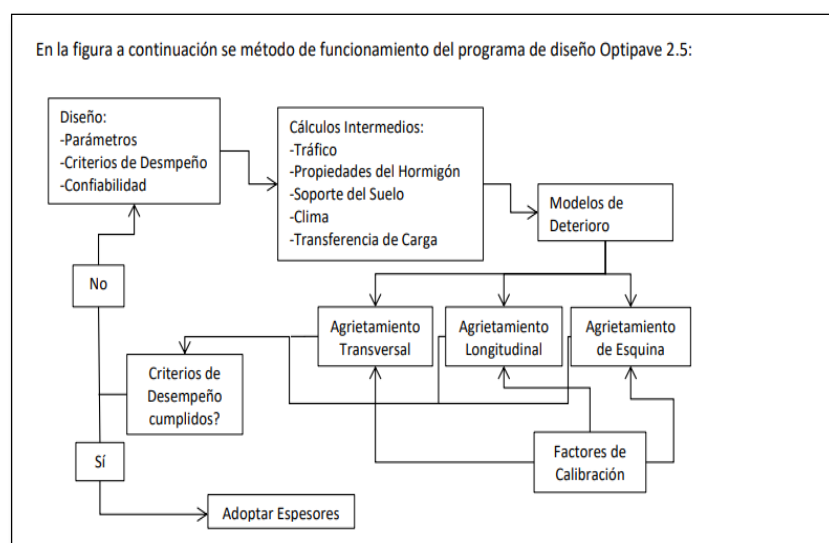 En la figura a continuación se método de funcionamiento del programa de diseño Optipave 2.5:
Diseño:
-Parámetros
-Criterios de Desmpeño
-Confiabilidad
Cálculos Intermedios:
-Tráfico
-Propiedades del Hormigón
-Soporte del Suelo
-Clima
-Transferencia de Carga
Modelos de
Deterioro
No
Agrietamiento
Transversal
Agrietamiento
Longitudinal
Agrietamiento
de Esquina
Criterios de
Desempeño
cumplidos?
Sí
Factores de
Calibración
Adoptar Espesores